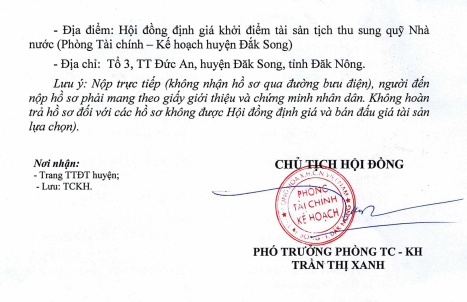 - Địa điểm: Hội đồng định giá khởi điểm tài sản tịch thu sung quỹ Nhà
nước (Phòng Tài chính – Kế hoạch huyện Đắk Song)
- Địa chỉ: Tổ 3, TT Đức An, huyện Đăk Song, tỉnh Đăk Nông.
Lưu ý: Nộp trực tiếp (không nhận hồ sơ qua đường bưu điện), người đến
nộp hồ sơ phải mang theo giấy giới thiệu và chứng minh nhân dân. Không hoàn
trả hồ sơ đối với các hồ sơ không được Hội đồng định giá và bán đấu giá tài sản
lựa chọn).
Nơi nhận:
- Trang TTĐT huyện;
- Lưu: TCKH.
CHỦ TỊCH HỘI ĐỒNG
PHÒNG
TÀI CHÍNH
KẾ HOẠCH
PHÓ TRƯỞNG PHÒNG TC - KH
TRẦN THỊ XANH